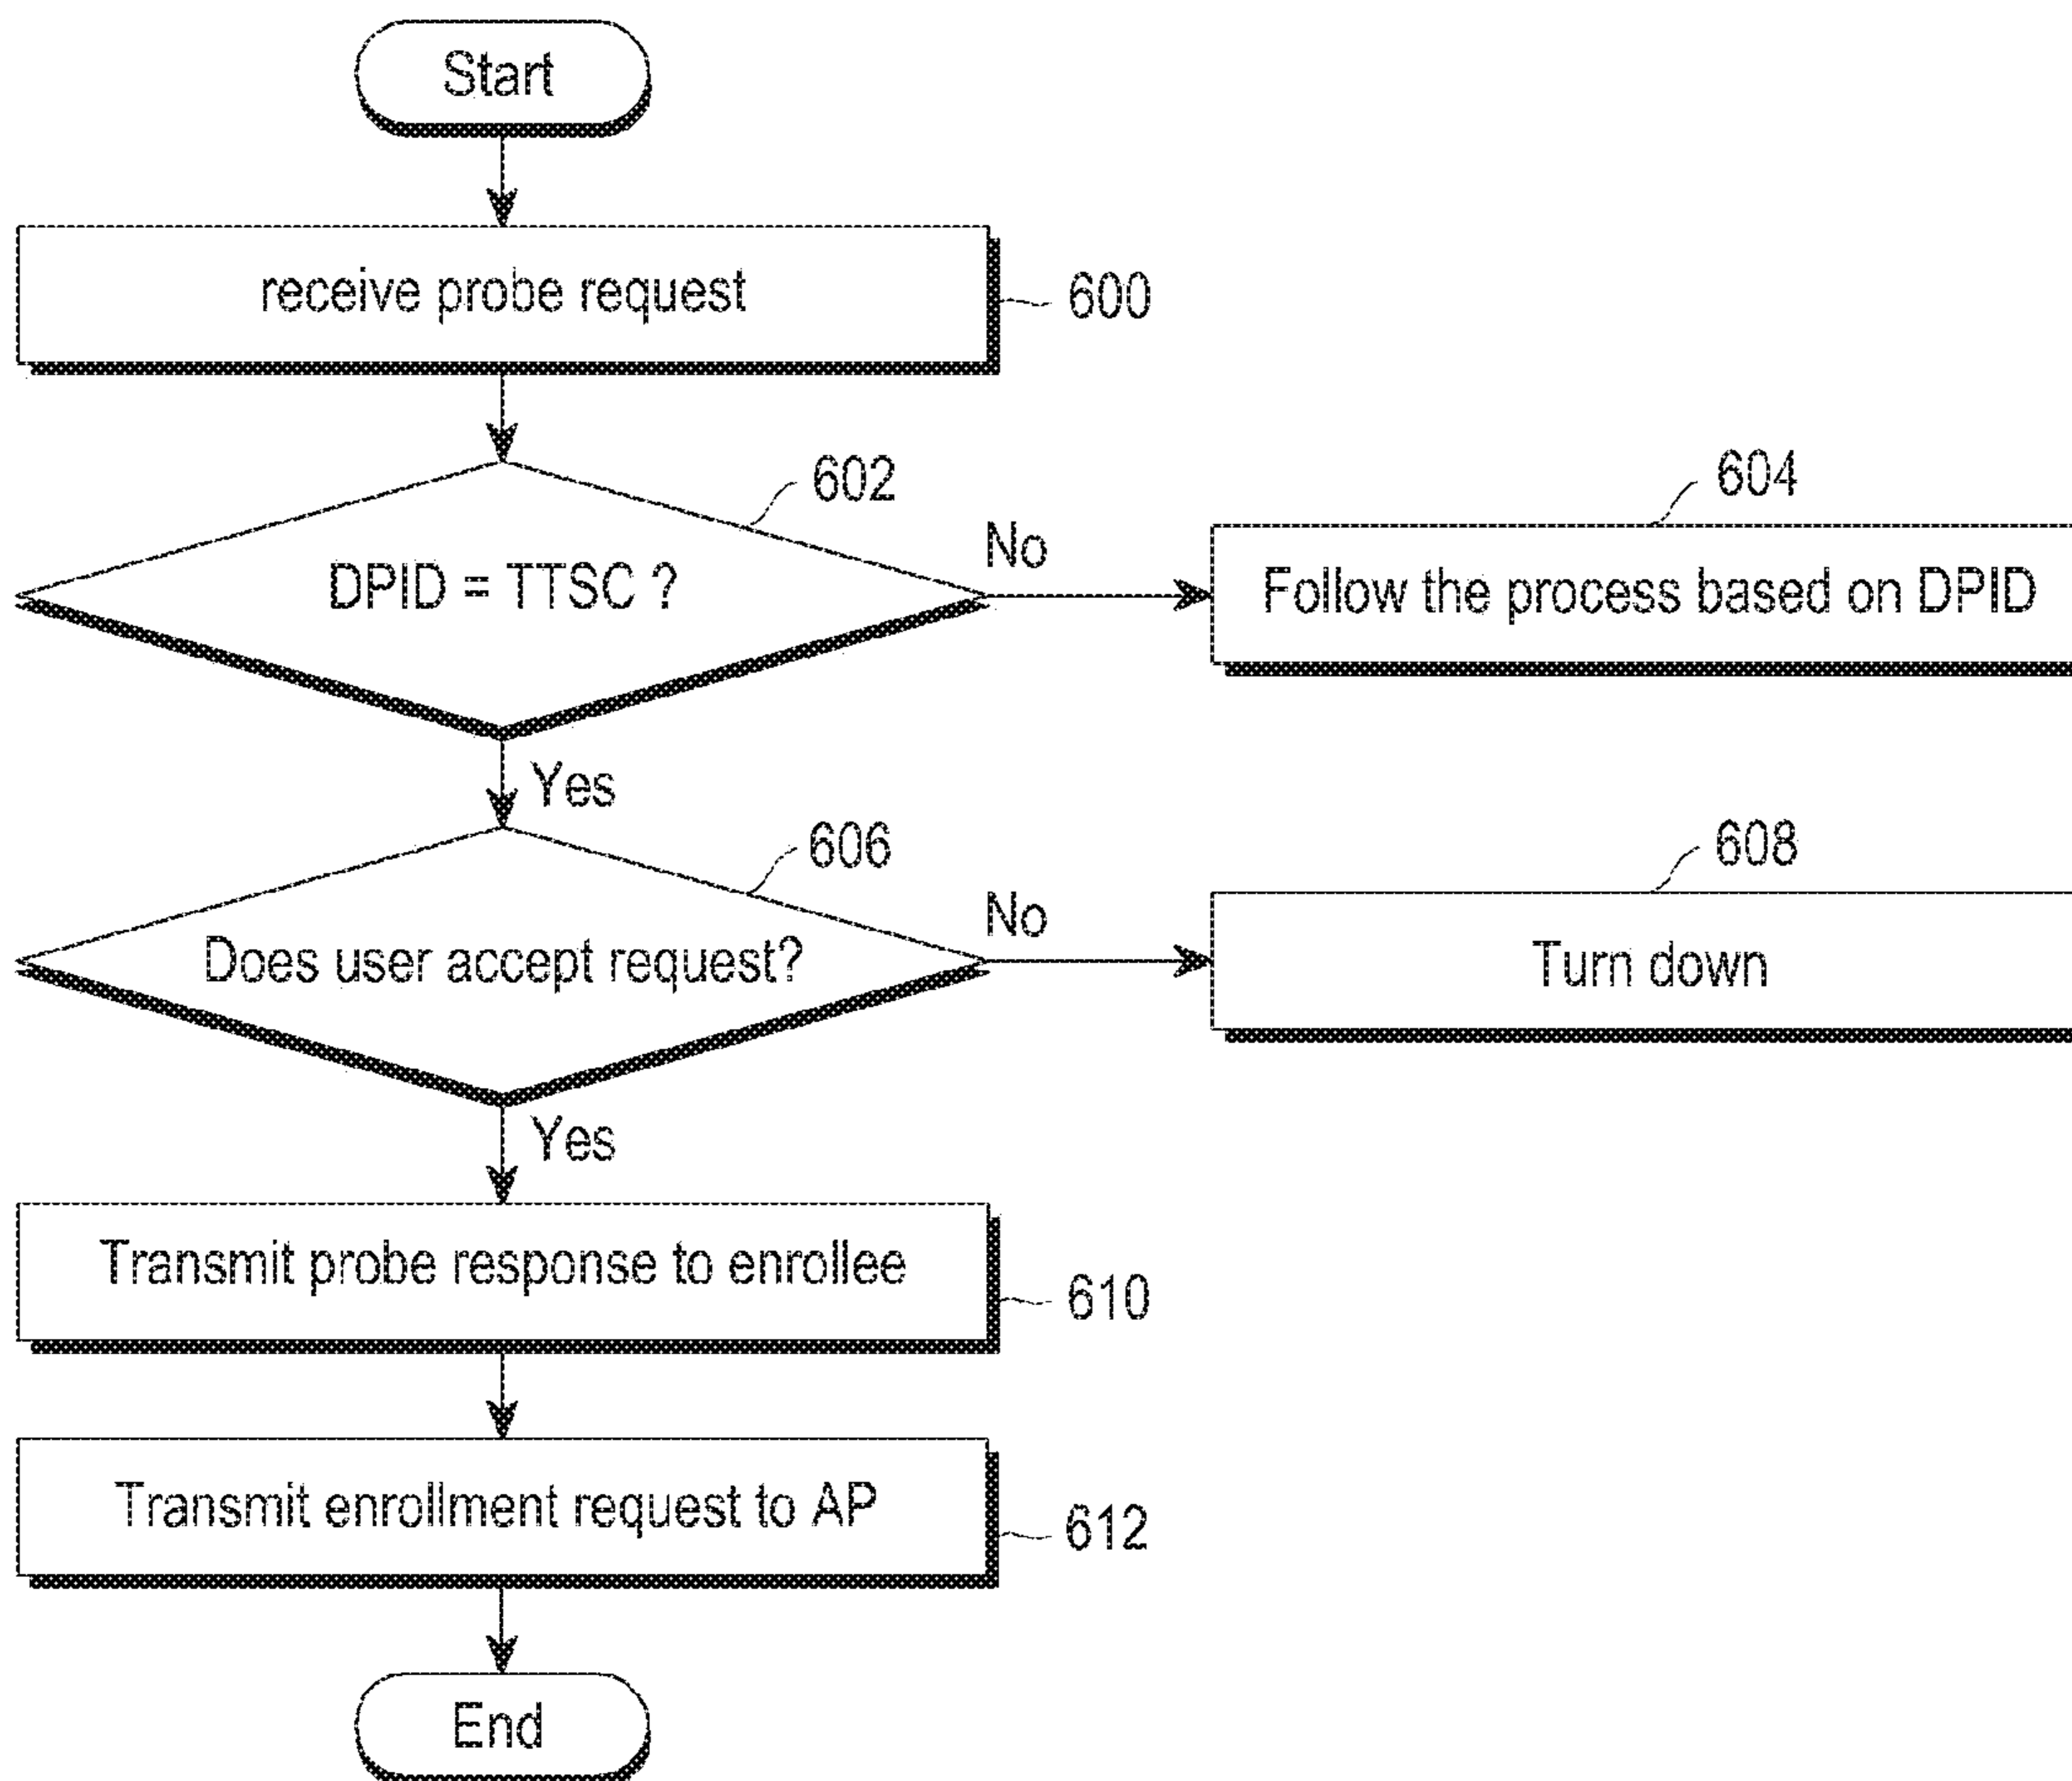 Start
receive probe request
600
602
DPID = TTSC ?
No
604
Follow the process based on DPID
Yes
606
Does user accept request?
No
608
Turn down
Yes
Transmit probe response to enrollee
610
Transmit enrollment request to AP
612
End